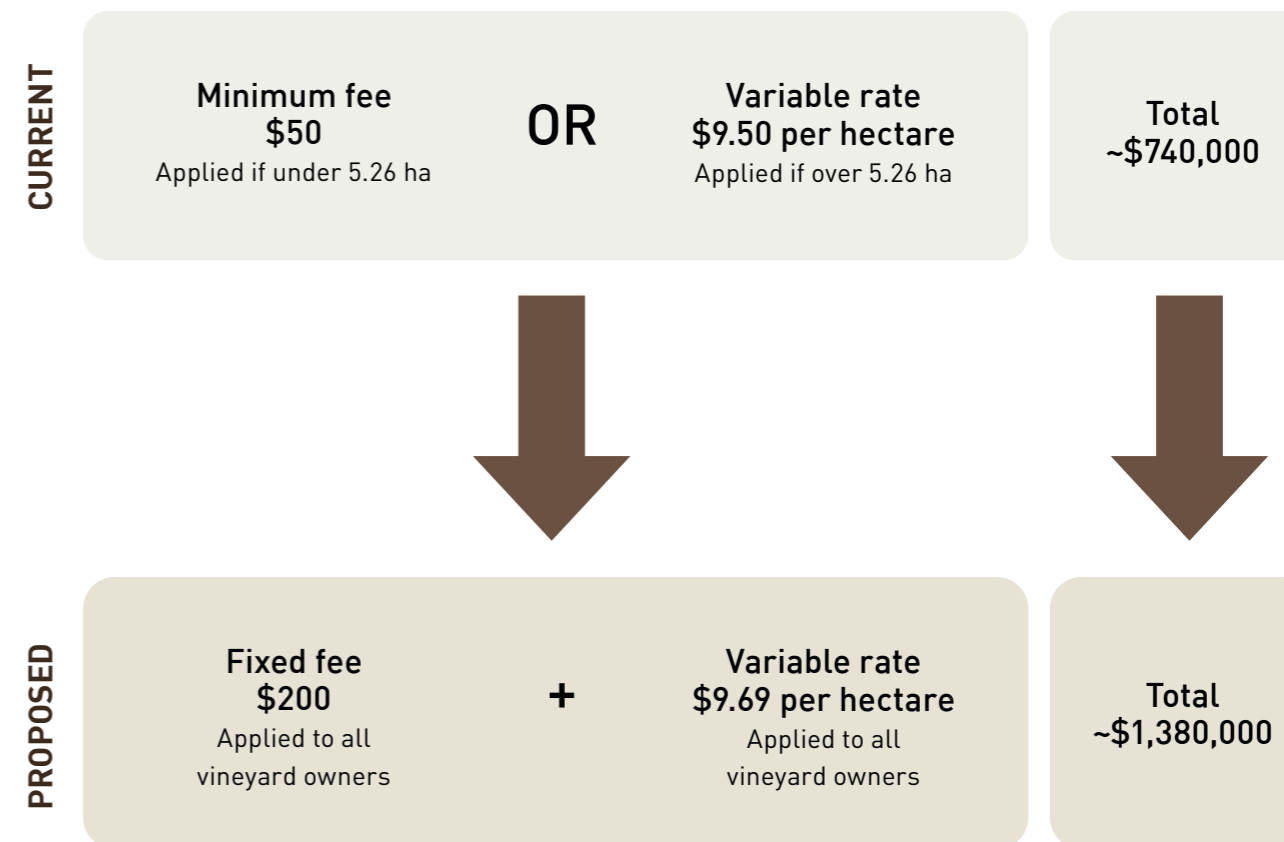 CURRENT
Minimum fee
$50
Applied if under 5.26 ha
OR
Variable rate
$9.50 per hectare
Applied if over 5.26 ha
Total
~$740,000
PROPOSED
Fixed fee
$200
Applied to all
vineyard owners
+
Variable rate
$9.69 per hectare
Applied to all
vineyard owners
Total
~$1,380,000